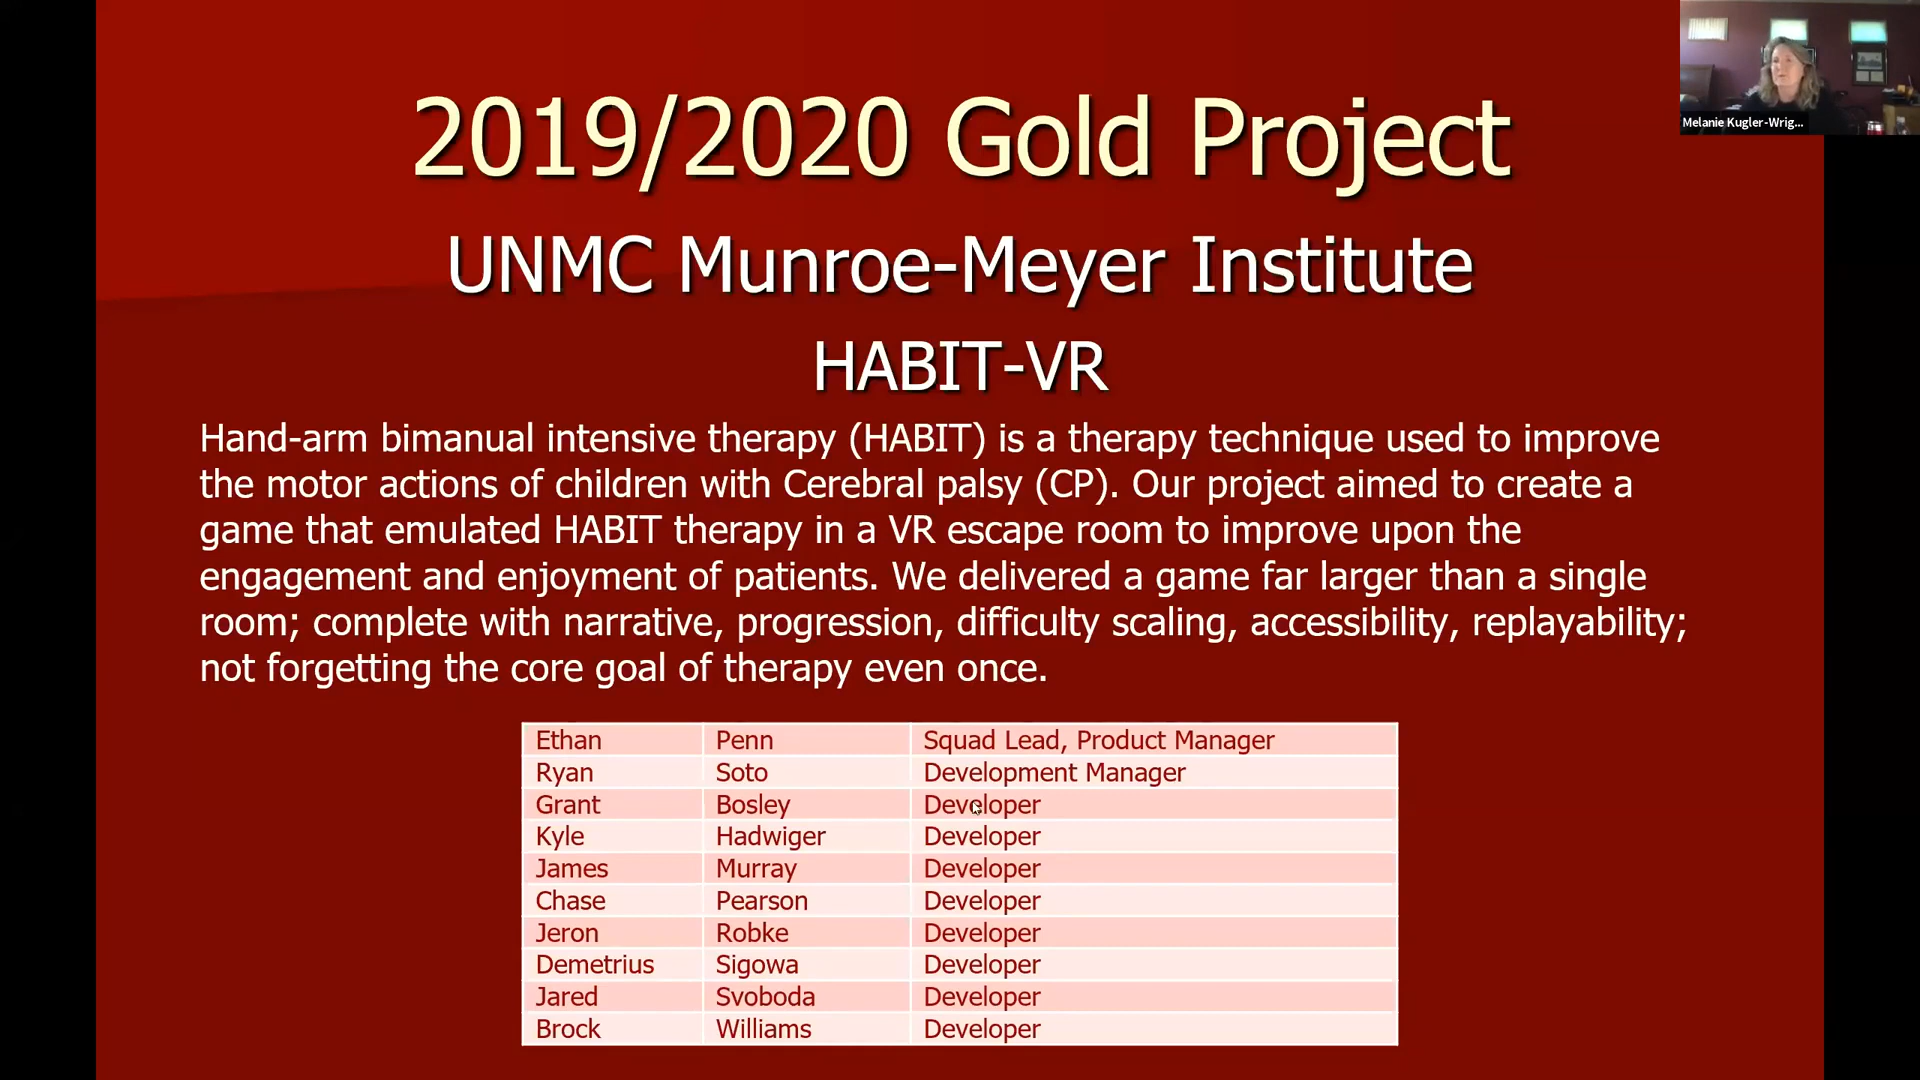 2019/2020 Gold Project
UNMC Munroe-Meyer Institute
HABIT-VR
Hand-arm bimanual intensive therapy (HABIT) is a therapy technique used to improve
the motor actions of children with Cerebral palsy (CP). Our project aimed to create a
game that emulated HABIT therapy in a VR escape room to improve upon the
engagement and enjoyment of patients. We delivered a game far larger than a single
room; complete with narrative, progression, difficulty scaling, accessibility, replayability;
not forgetting the core goal of therapy even once.
Ethan Penn Squad Lead, Product Manager
Ryan Soto Development Manager
Grant Bosley Developer
Kyle Hadwiger Developer
James Murray Developer
Chase Pearson Developer
Jeron Robke Developer
Demetrius Sigowa Developer
Jared Svoboda Developer
Brock Williams Developer
Melanie Kugler-Wrig...